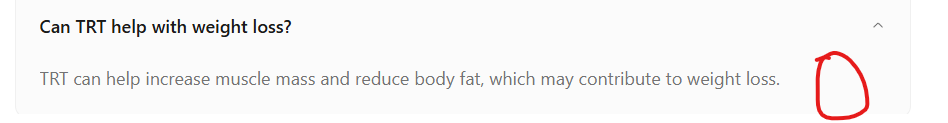 Can TRT help with weight loss?
TRT can help increase muscle mass and reduce body fat, which may contribute to weight loss.